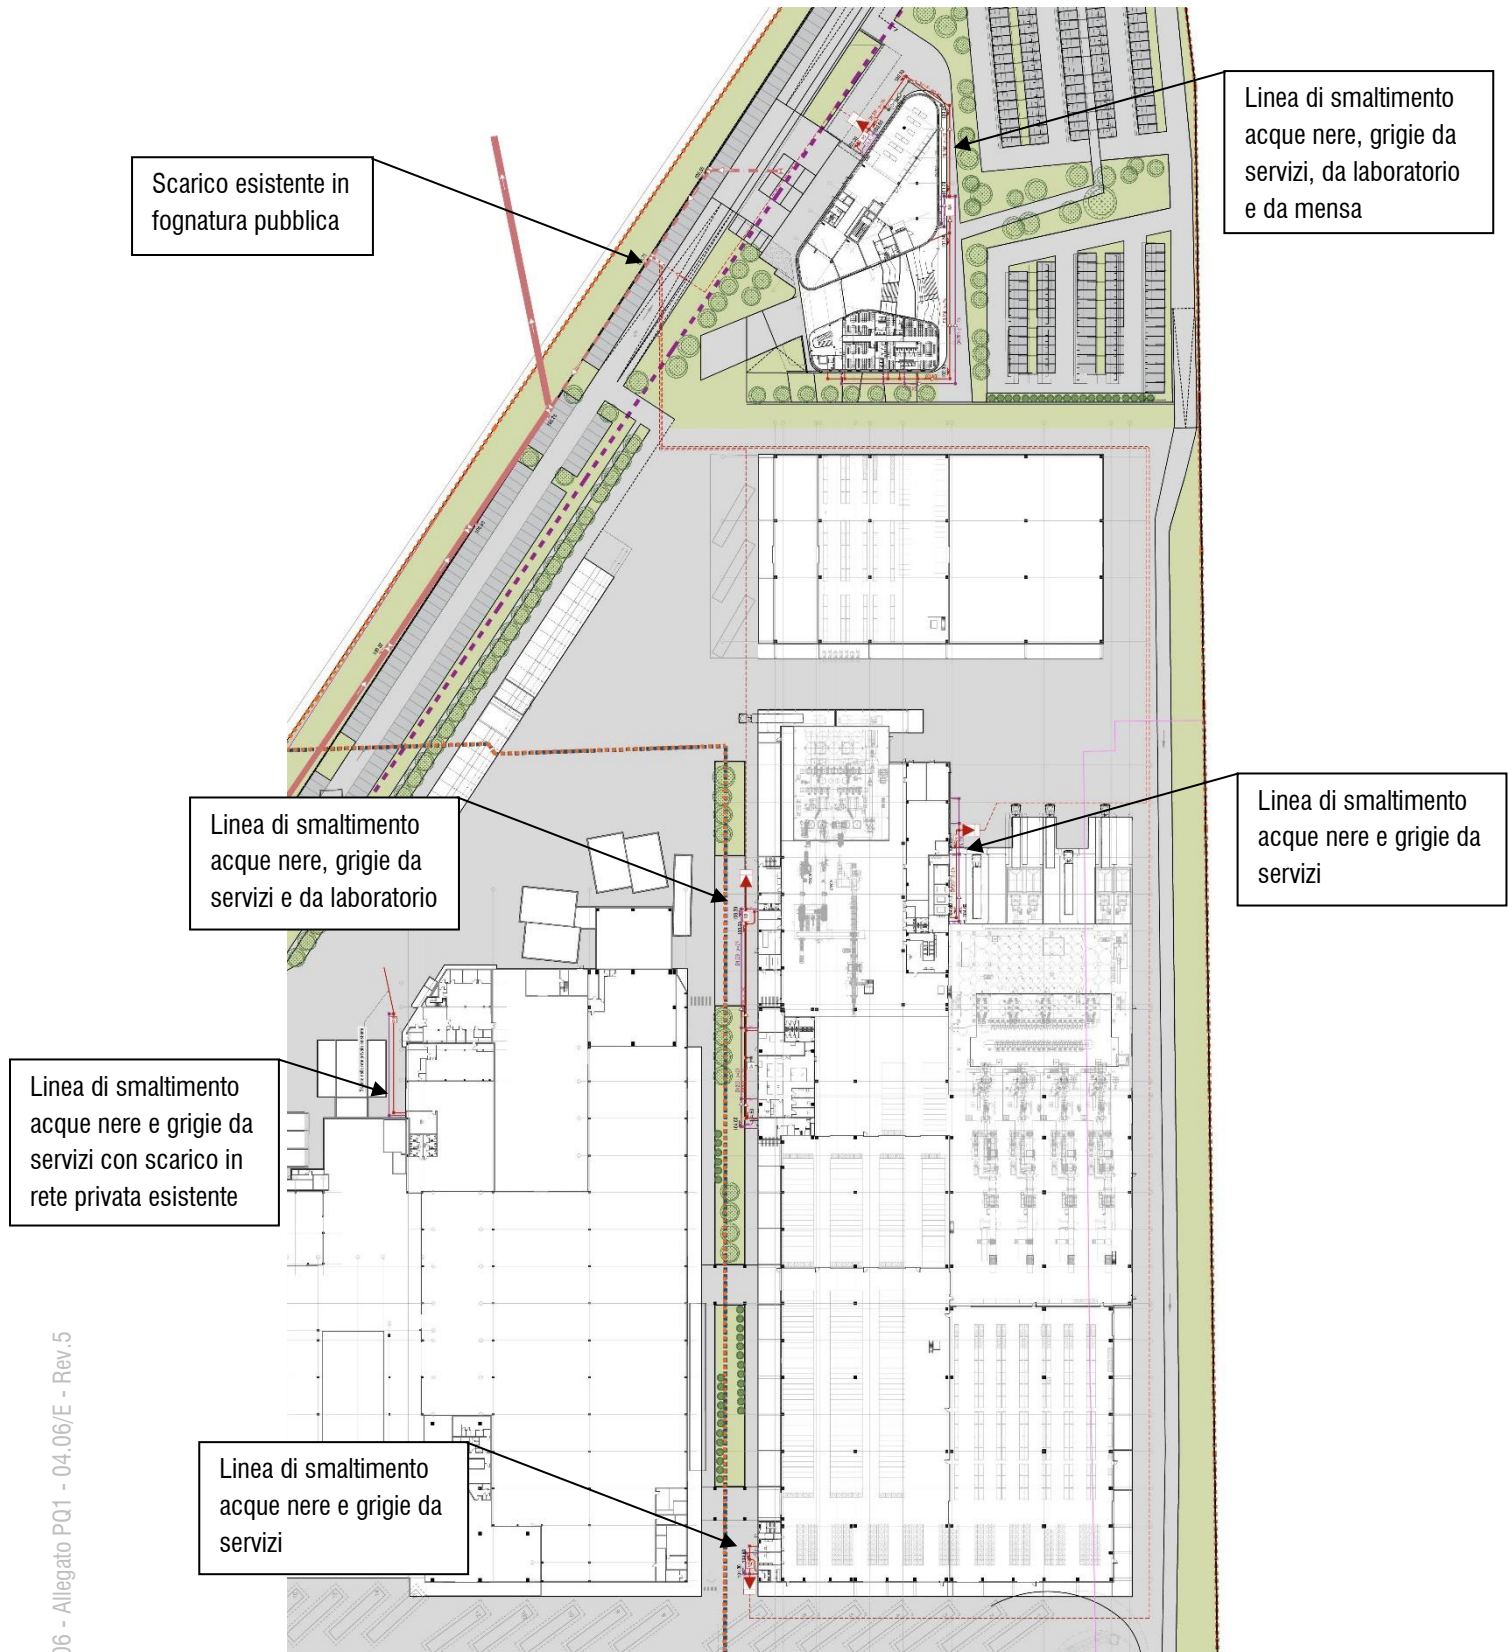 Linea di smaltimento
acque nere, grigie da
servizi, da laboratorio
e da mensa
Scarico esistente in
fognatura pubblica
Linea di smaltimento
acque nere e grigie da
servizi
Linea di smaltimento
acque nere, grigie da
servizi e da laboratorio
Linea di smaltimento
acque nere e grigie da
servizi con scarico in
rete privata esistente
Linea di smaltimento
acque nere e grigie da
servizi
06 - Allegato PQ1 - 04.06/E - Rev.5